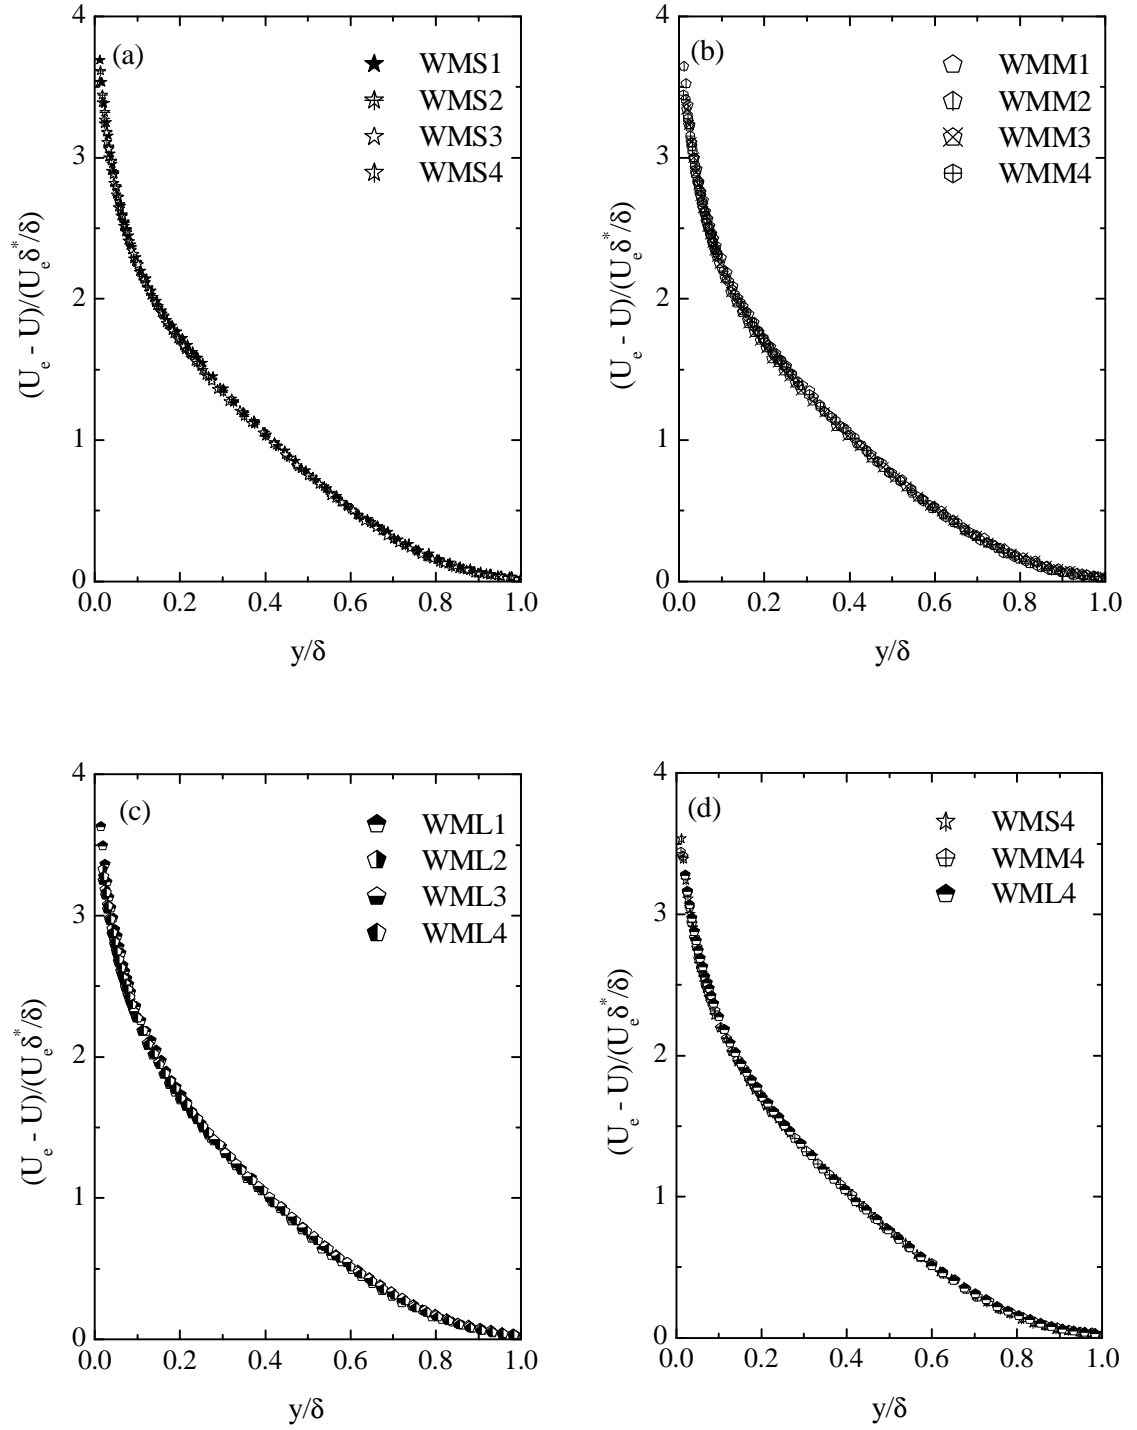 (a)
WMS1
WMS2
WMS3
WMS4
4
3
2
1
0
0.0 0.2 0.4 0.6 0.8 1.0
y/δ
(U_e - U)/(U_e δ*/δ)
(b)
WMM1
WMM2
WMM3
WMM4
4
3
2
1
0
0.0 0.2 0.4 0.6 0.8 1.0
y/δ
(U_e - U)/(U_e δ*/δ)
(c)
WML1
WML2
WML3
WML4
4
3
2
1
0
0.0 0.2 0.4 0.6 0.8 1.0
y/δ
(U_e - U)/(U_e δ*/δ)
(d)
WMS4
WMM4
WML4
4
3
2
1
0
0.0 0.2 0.4 0.6 0.8 1.0
y/δ
(U_e - U)/(U_e δ*/δ)